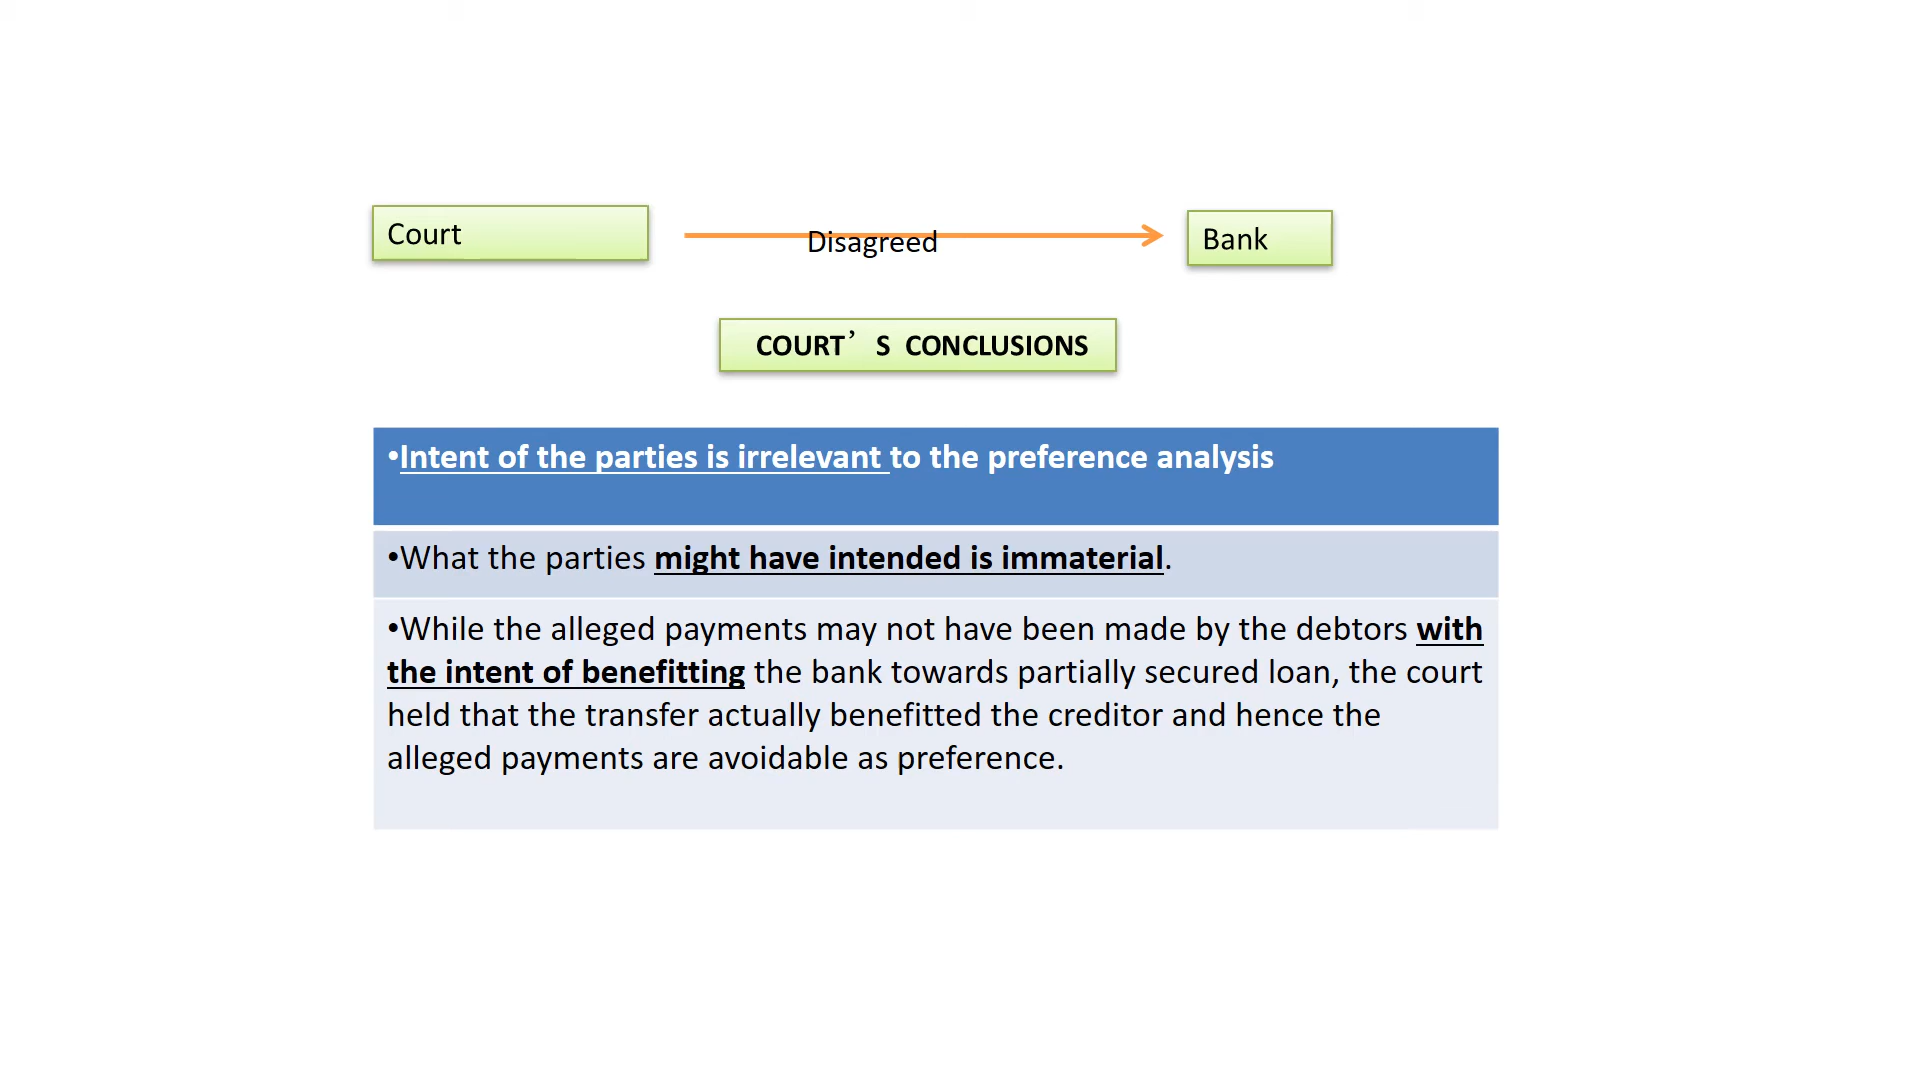 Court
Disagreed
Bank
COURT’S CONCLUSIONS
•Intent of the parties is irrelevant to the preference analysis
•What the parties might have intended is immaterial.
•While the alleged payments may not have been made by the debtors with
the intent of benefitting the bank towards partially secured loan, the court
held that the transfer actually benefitted the creditor and hence the
alleged payments are avoidable as preference.